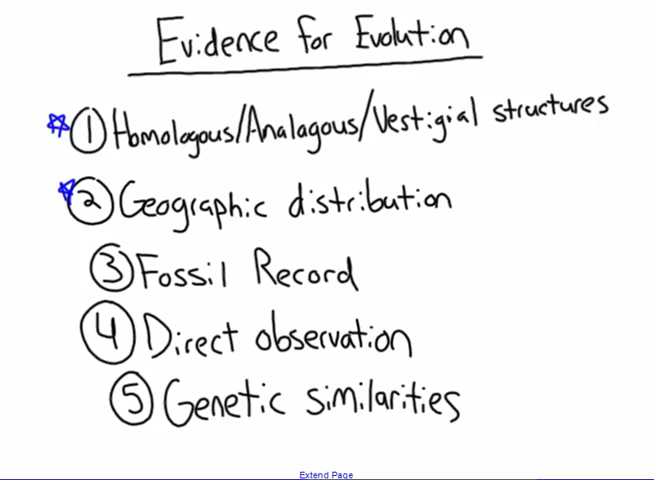 Evidence for Evolution
1 Homologous/Analagous/Vestigial structures
2 Geographic distribution
3 Fossil Record
4 Direct observation
5 Genetic similarities
Extend Page